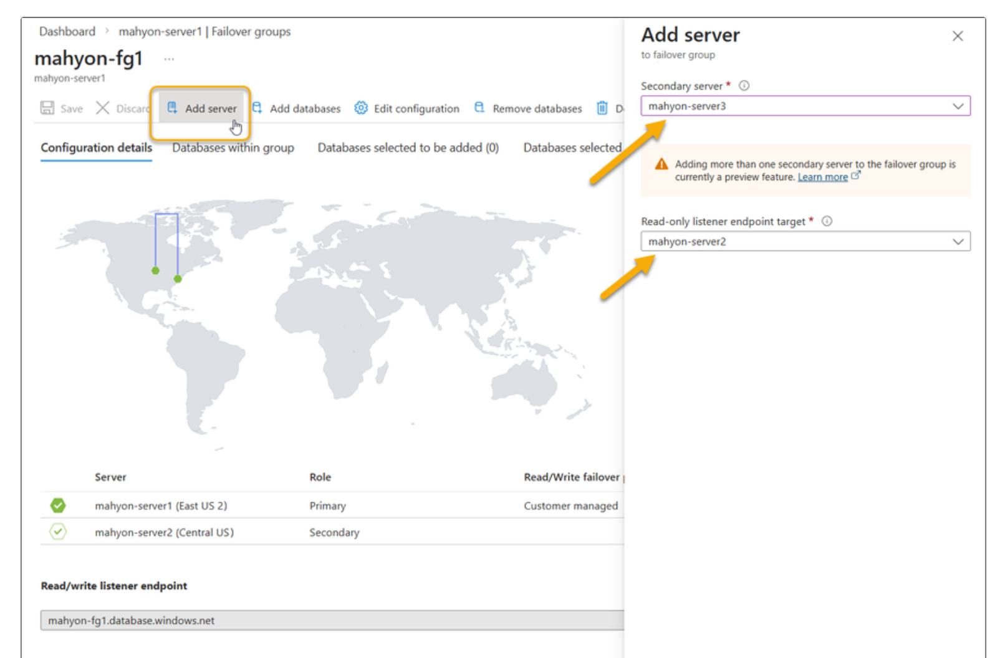 Dashboard > mahyon-server1 | Failover groups
mahyon-fg1 ...
mahyon-server1
Save Discard Add server Add databases Edit configuration Remove databases D
Configuration details Databases within group Databases selected to be added (0) Databases selected
Server Role Read/Write failover
mahyon-server1 (East US 2) Primary Customer managed
mahyon-server2 (Central US) Secondary
Read/write listener endpoint
mahyon-fg1.database.windows.net
Add server
to failover group
Secondary server *
mahyon-server3
Adding more than one secondary server to the failover group is
currently a preview feature. Learn more
Read-only listener endpoint target *
mahyon-server2